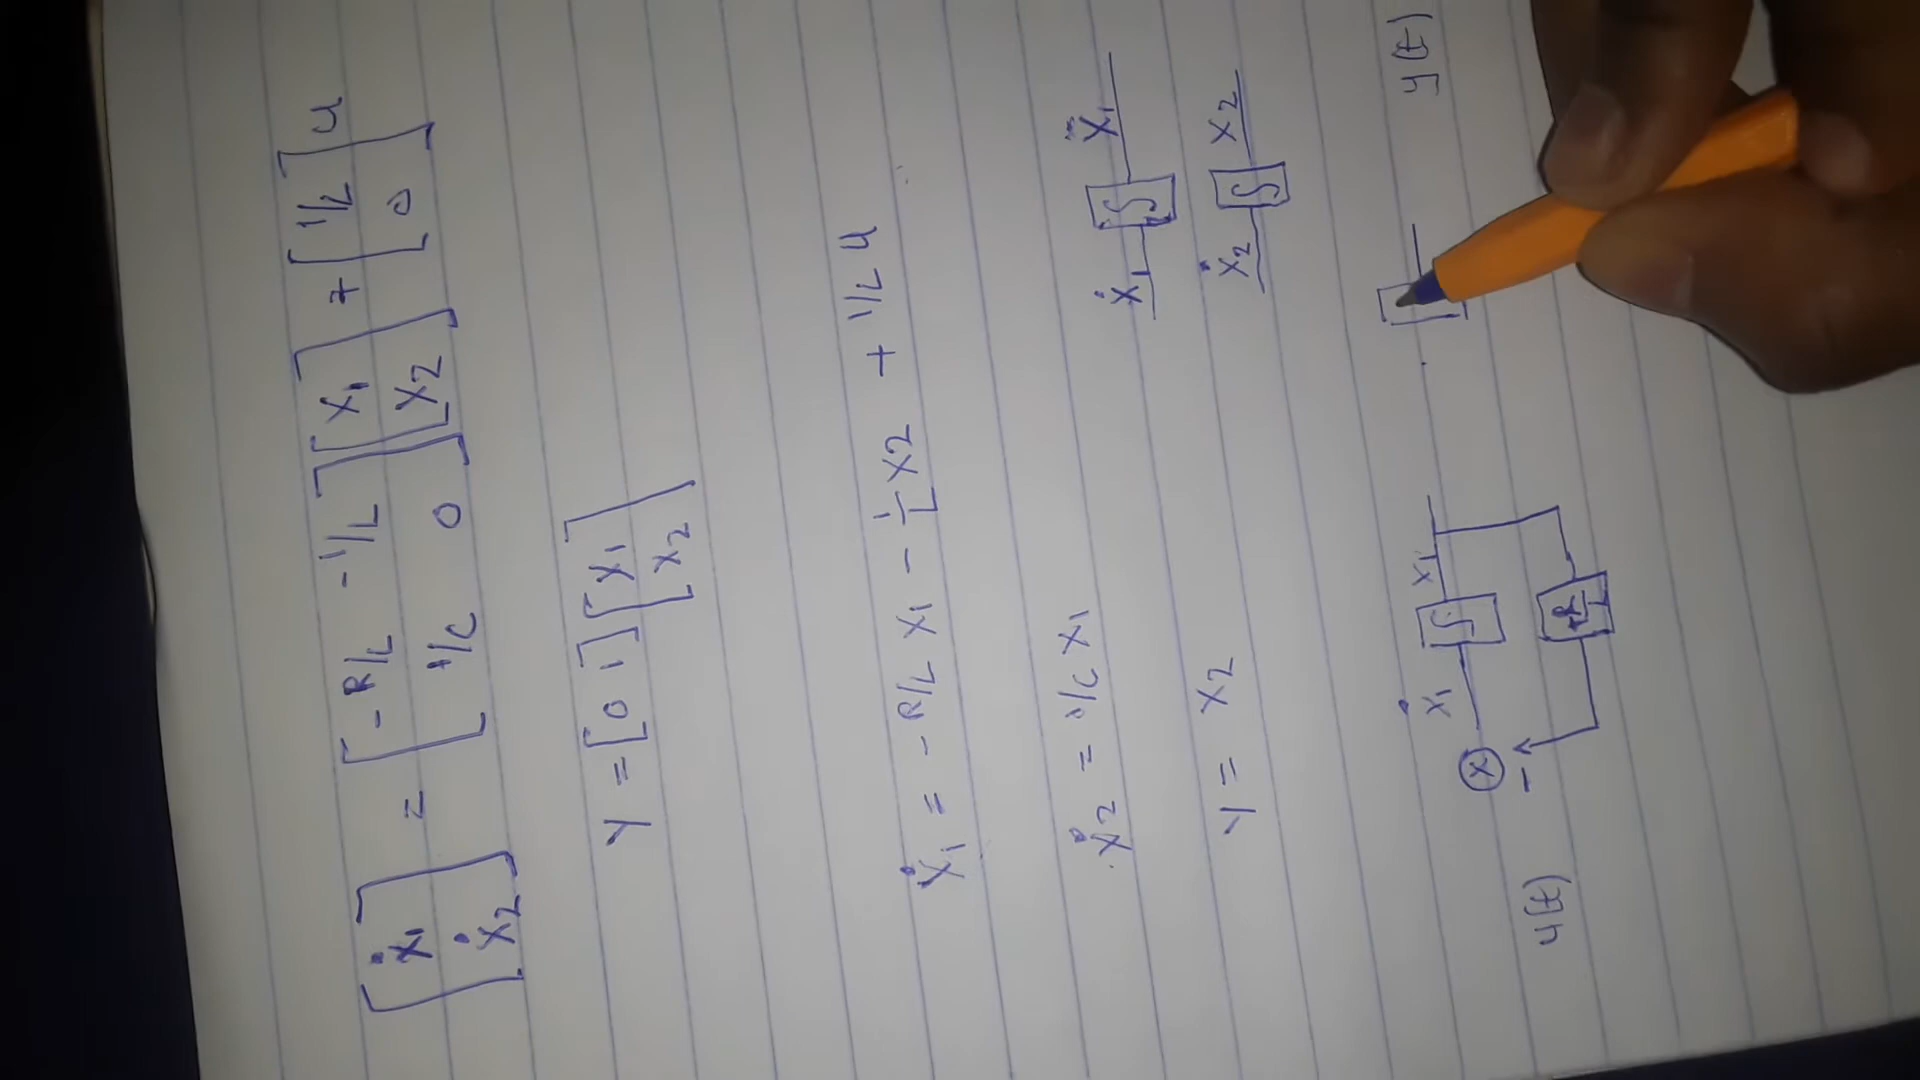 [ẋ1 ẋ2] = [-R/L -1/L 1/C 0] [x1 x2] + [1/L 0] u
Y = [0 1] [x1 x2]
ẋ1 = -R/L x1 - 1/L x2 + 1/L u
ẋ2 = 1/C x1
ẋ1 ∫ ẋ1
Y = x2
ẋ2 ∫ x2
u(t) X - ẋ1 ∫ x1 y(t)
+R/L